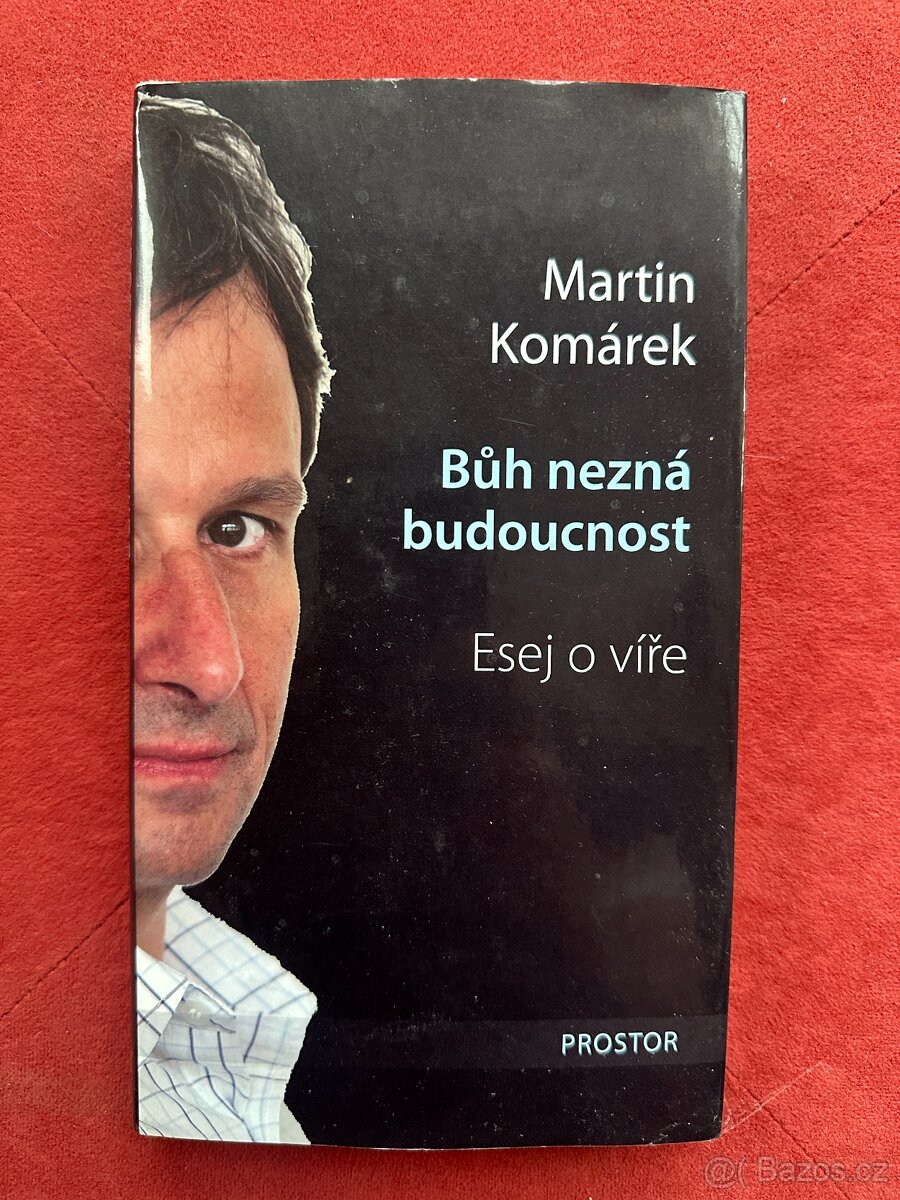 Martin
Komárek
Bůh nezná
budoucnost
Esej o víře
PROSTOR
@( Bazos.cz